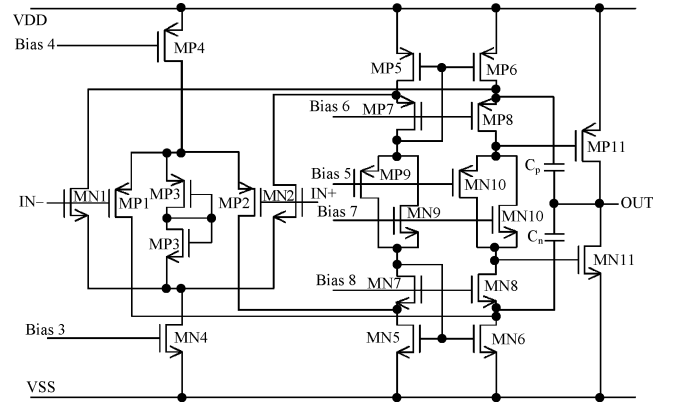 VDD
Bias 4
MP4
MP5
MP6
Bias 6
MP7
MP8
MP11
Cp
IN–
MN1
MP1
MP3
MP2
MN2
IN+
Bias 5
MP9
MN10
Bias 7
MN9
MN10
OUT
MP3
Cn
MN11
Bias 8
MN7
MN8
Bias 3
MN4
MN5
MN6
VSS